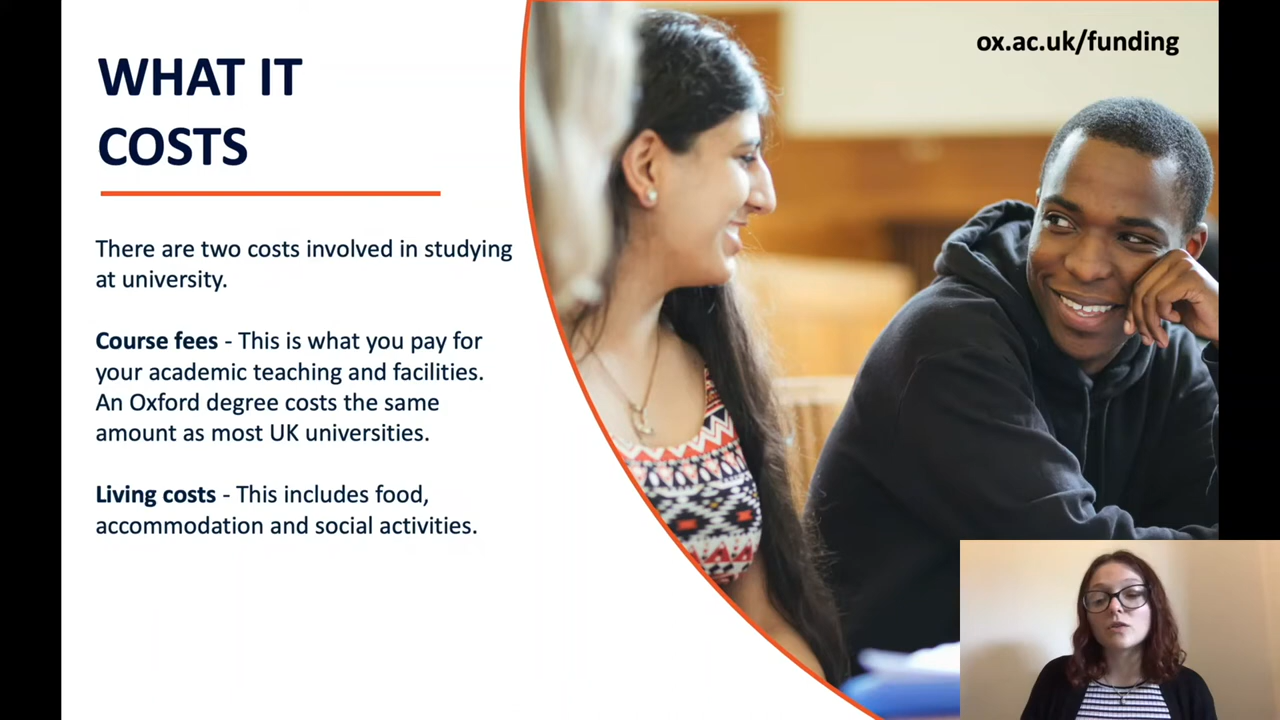 WHAT IT
COSTS
ox.ac.uk/funding
There are two costs involved in studying
at university.
Course fees - This is what you pay for
your academic teaching and facilities.
An Oxford degree costs the same
amount as most UK universities.
Living costs - This includes food,
accommodation and social activities.